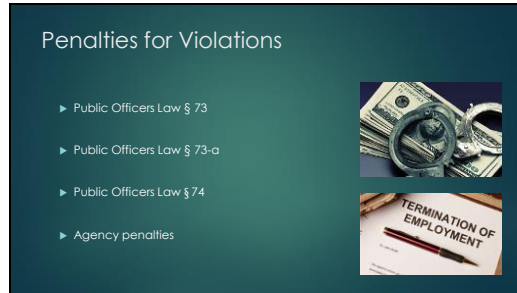 Penalties for Violations
▶ Public Officers Law § 73
▶ Public Officers Law § 73-a
▶ Public Officers Law § 74
▶ Agency penalties
TERMINATION OF
EMPLOYMENT